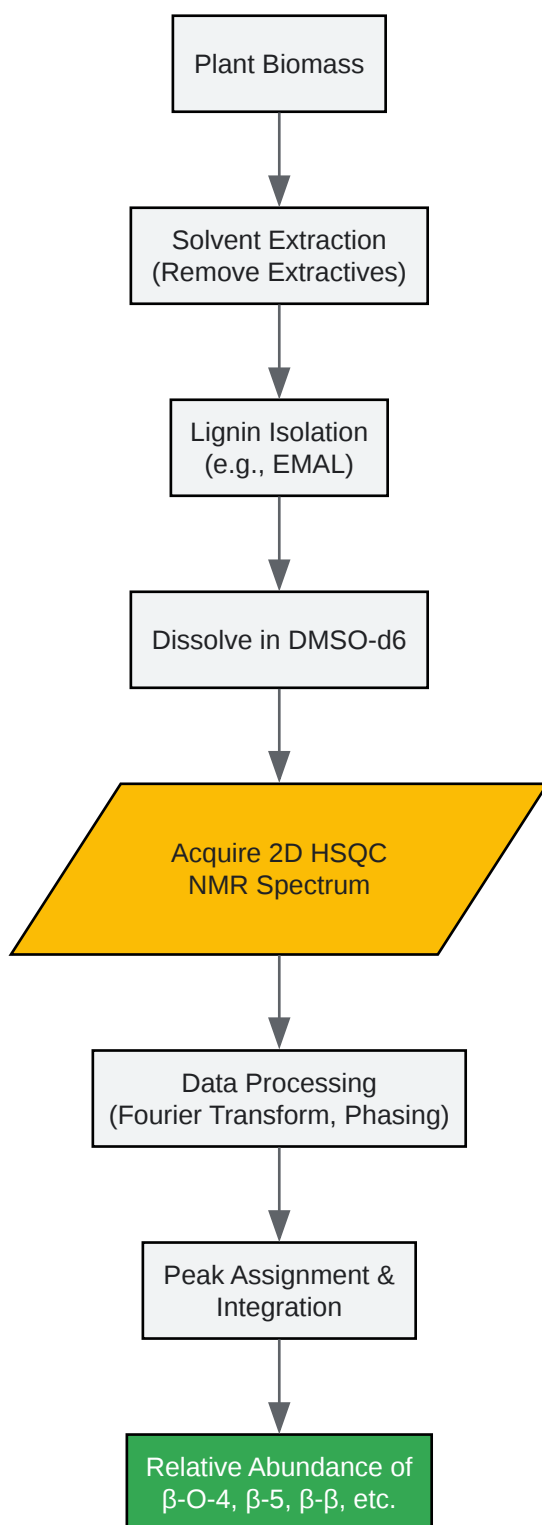 Plant Biomass
Solvent Extraction
(Remove Extractives)
Lignin Isolation
(e.g., EMAL)
Dissolve in DMSO-d6
Acquire 2D HSQC
NMR Spectrum
Data Processing
(Fourier Transform, Phasing)
Peak Assignment &
Integration
Relative Abundance of
β-O-4, β-5, β-β, etc.